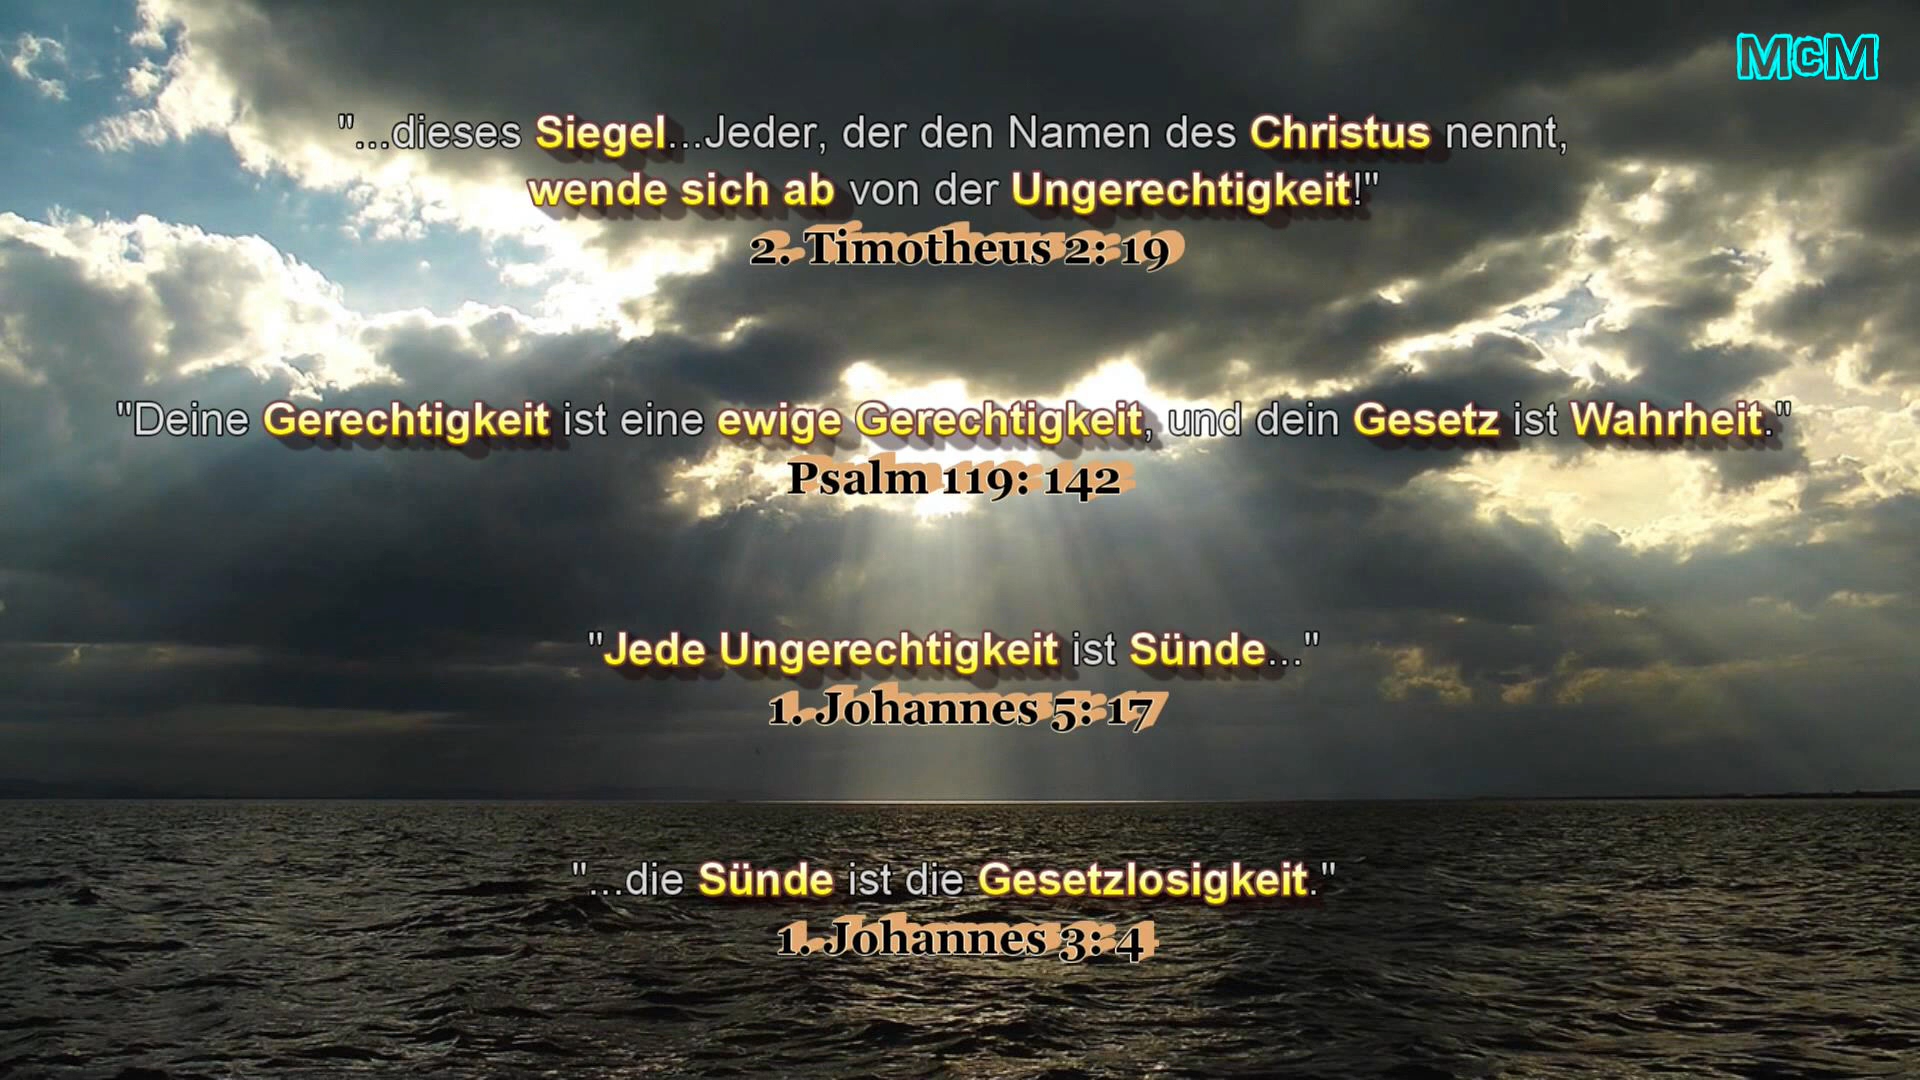 McM
"...dieses Siegel...Jeder, der den Namen des Christus nennt,
wende sich ab von der Ungerechtigkeit!"
2. Timotheus 2: 19
"Deine Gerechtigkeit ist eine ewige Gerechtigkeit, und dein Gesetz ist Wahrheit."
Psalm 119: 142
"Jede Ungerechtigkeit ist Sünde..."
1. Johannes 5: 17
"...die Sünde ist die Gesetzlosigkeit."
1. Johannes 3: 4